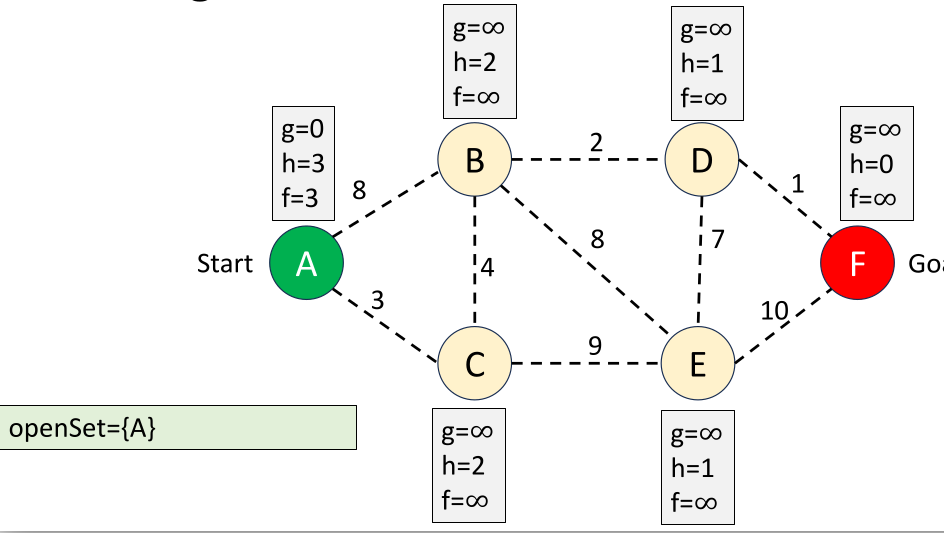 g=∞
h=2
f=∞
g=∞
h=1
f=∞
g=0
h=3
f=3
g=∞
h=0
f=∞
B
2
D
8
1
Start
A
4
8
7
F
3
10
C
9
E
openSet={A}
g=∞
h=2
f=∞
g=∞
h=1
f=∞